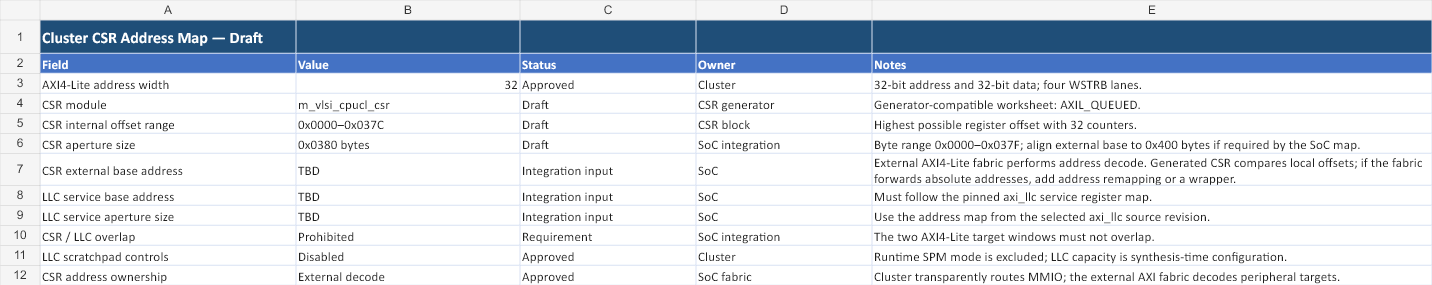 A B C D E
1 Cluster CSR Address Map — Draft
2 Field Value Status Owner Notes
3 AXI4-Lite address width 32 Approved Cluster 32-bit address and 32-bit data; four WSTRB lanes.
4 CSR module m_vlsi_cpucl_csr Draft CSR generator Generator-compatible worksheet: AXIL_QUEUED.
5 CSR internal offset range 0x0000–0x037C Draft CSR block Highest possible register offset with 32 counters.
6 CSR aperture size 0x0380 bytes Draft SoC integration Byte range 0x0000–0x037F; align external base to 0x400 bytes if required by the SoC map.
7 CSR external base address TBD Integration input SoC External AXI4-Lite fabric performs address decode. Generated CSR compares local offsets; if the fabric
forwards absolute addresses, add address remapping or a wrapper.
8 LLC service base address TBD Integration input SoC Must follow the pinned axi_llc service register map.
9 LLC service aperture size TBD Integration input SoC Use the address map from the selected axi_llc source revision.
10 CSR / LLC overlap Prohibited Requirement SoC integration The two AXI4-Lite target windows must not overlap.
11 LLC scratchpad controls Disabled Approved Cluster Runtime SPM mode is excluded; LLC capacity is synthesis-time configuration.
12 CSR address ownership External decode Approved SoC fabric Cluster transparently routes MMIO; the external AXI fabric decodes peripheral targets.